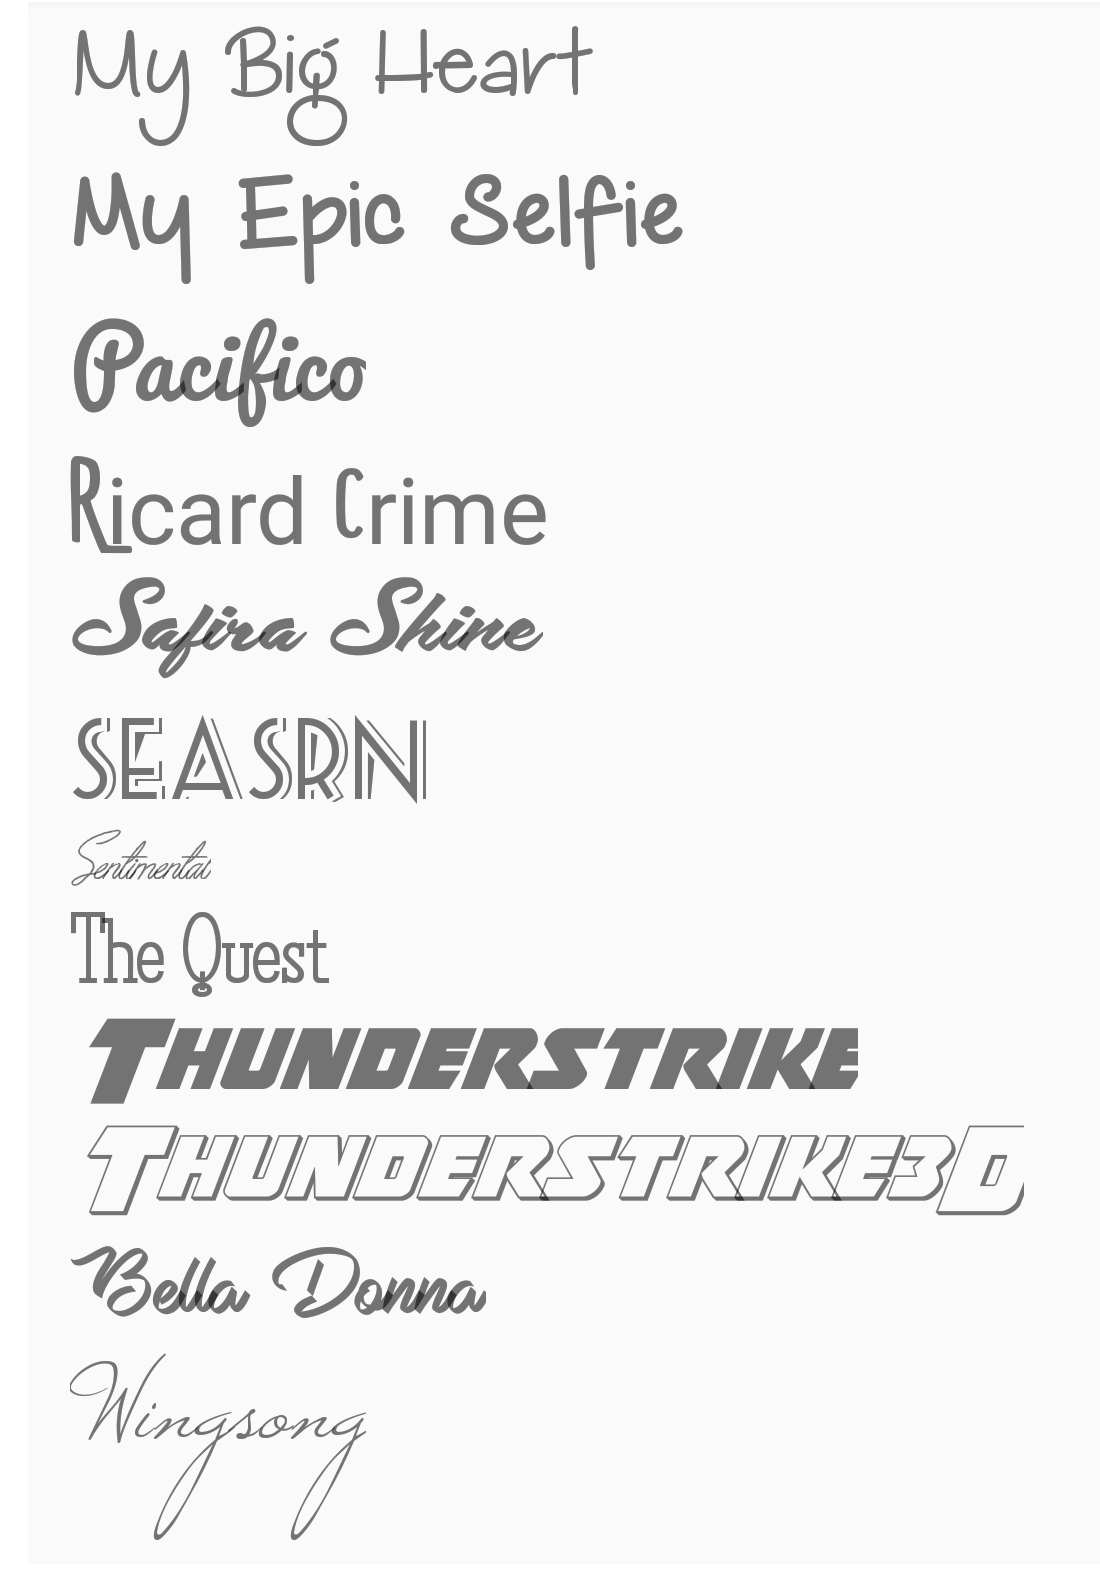 My Big Heart
My Epic Selfie
Pacifico
Ricard Crime
Safira Shine
SEASRN
Sentimental
The Quest
THUNDERSTRIKE
THUNDERSTRIKE3D
Bella Donna
Wingsong